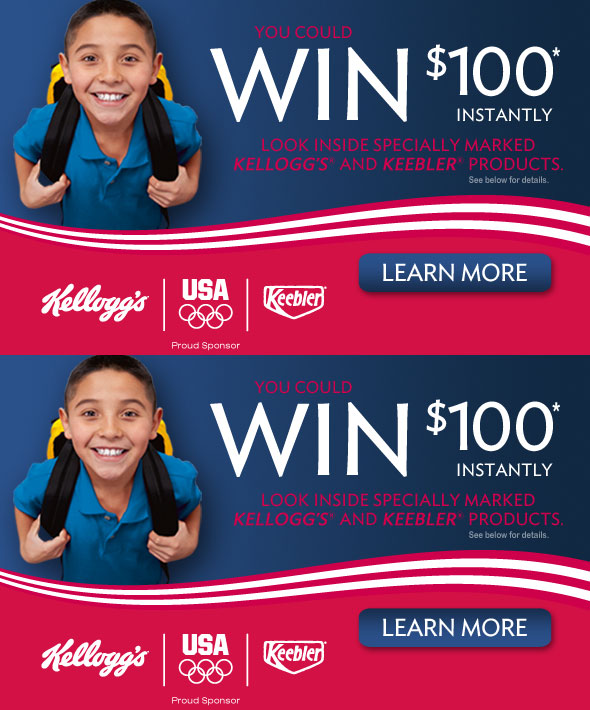 YOU COULD
WIN $100*
INSTANTLY
LOOK INSIDE SPECIALLY MARKED
KELLOGG'S® AND KEEBLER® PRODUCTS.
See below for details.
LEARN MORE
Kellogg's USA Keebler
Proud Sponsor
YOU COULD
WIN $100*
INSTANTLY
LOOK INSIDE SPECIALLY MARKED
KELLOGG'S® AND KEEBLER® PRODUCTS.
See below for details.
LEARN MORE
Kellogg's USA Keebler
Proud Sponsor